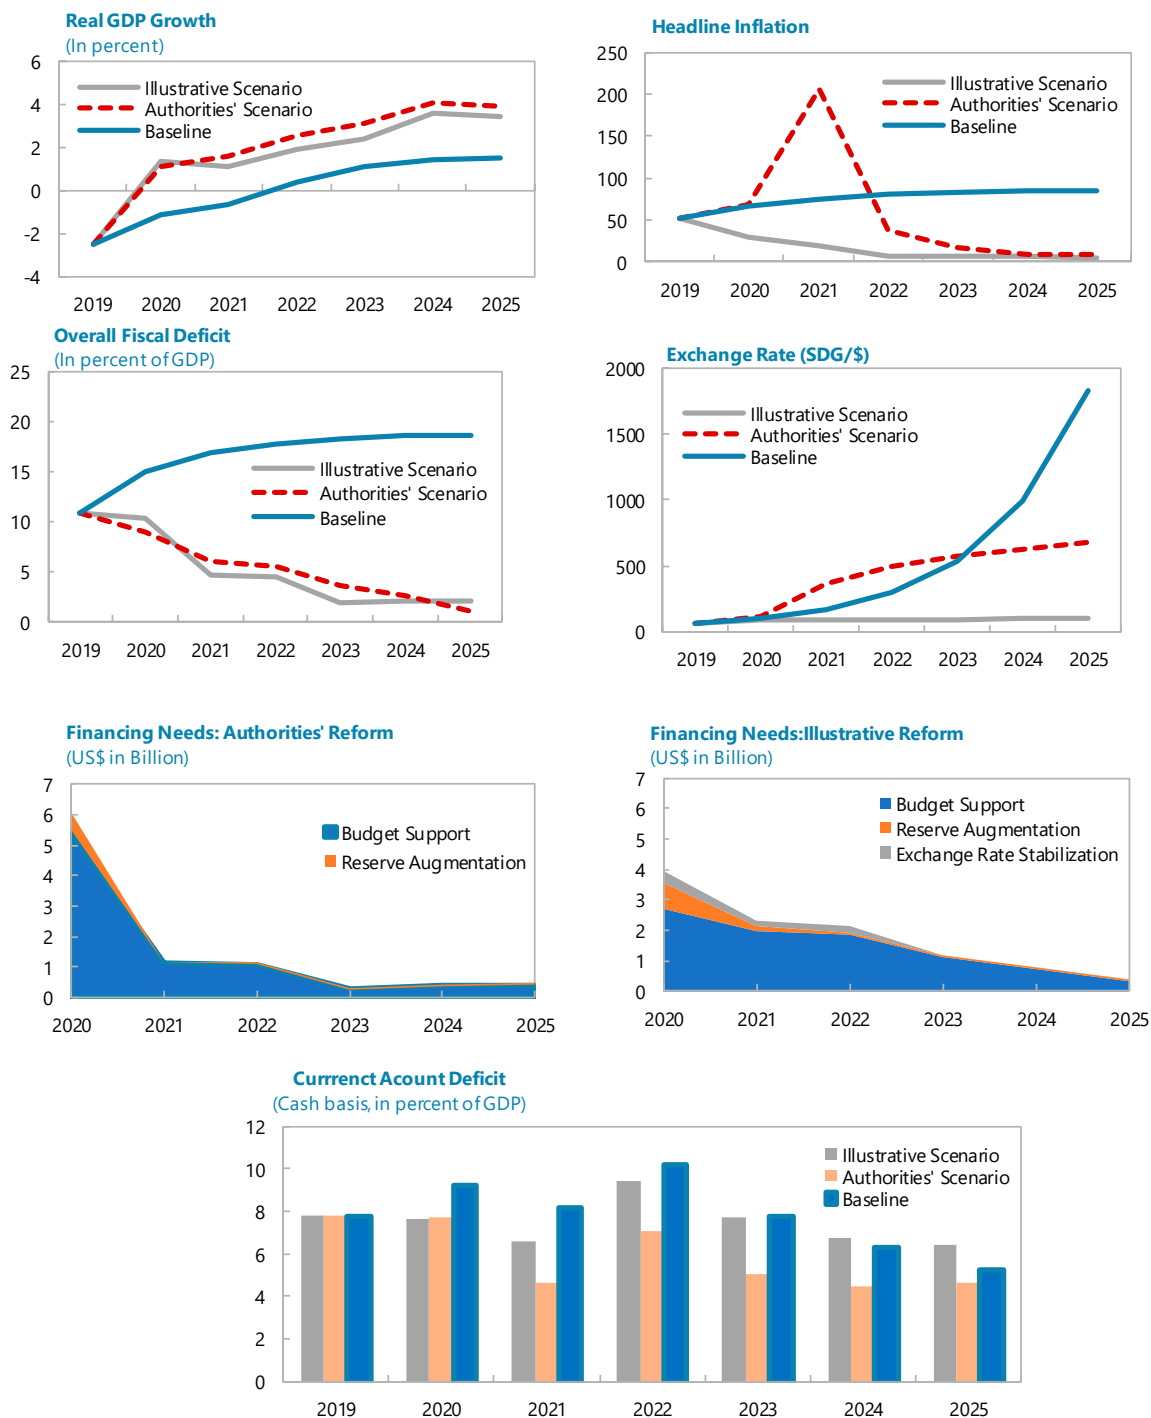 Real GDP Growth
(In percent)
6
4
2
0
-2
-4
Illustrative Scenario
Authorities' Scenario
Baseline
2019 2020 2021 2022 2023 2024 2025
Headline Inflation
250
200
150
100
50
0
Illustrative Scenario
Authorities' Scenario
Baseline
2019 2020 2021 2022 2023 2024 2025
Overall Fiscal Deficit
(In percent of GDP)
25
20
15
10
5
0
Illustrative Scenario
Authorities' Scenario
Baseline
2019 2020 2021 2022 2023 2024 2025
Exchange Rate (SDG/$)
2000
1500
1000
500
0
Illustrative Scenario
Authorities' Scenario
Baseline
2019 2020 2021 2022 2023 2024 2025
Financing Needs: Authorities' Reform
(US$ in Billion)
7
6
5
4
3
2
1
0
Budget Support
Reserve Augmentation
2020 2021 2022 2023 2024 2025
Financing Needs:Illustrative Reform
(US$ in Billion)
7
6
5
4
3
2
1
0
Budget Support
Reserve Augmentation
Exchange Rate Stabilization
2020 2021 2022 2023 2024 2025
Currrenct Acount Deficit
(Cash basis, in percent of GDP)
12
10
8
6
4
2
0
Illustrative Scenario
Authorities' Scenario
Baseline
2019 2020 2021 2022 2023 2024 2025